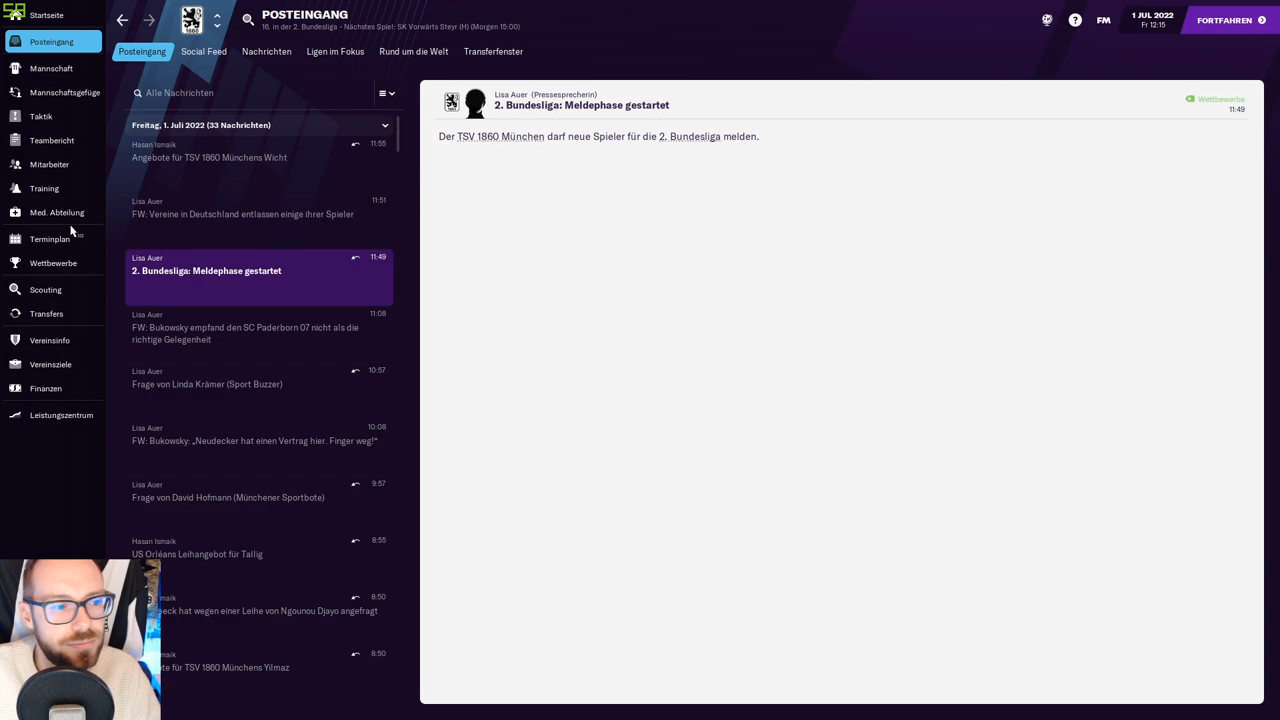 Startseite
Posteingang
Mannschaft
Mannschaftsgefüge
Taktik
Teambericht
Mitarbeiter
Training
Med. Abteilung
Terminplan
Wettbewerbe
Scouting
Transfers
Vereinsinfo
Vereinsziele
Finanzen
Leistungszentrum
1860
POSTEINGANG
16. in der 2. Bundesliga - Nächstes Spiel: SK Vorwärts Steyr (H) (Morgen 15:00)
?
FM
1 JUL 2022
Fr 12:15
FORTFAHREN
Posteingang Social Feed Nachrichten Ligen im Fokus Rund um die Welt Transferfenster
Alle Nachrichten
Freitag, 1. Juli 2022 (33 Nachrichten)
Hasan Ismaik 11:55
Angebote für TSV 1860 Münchens Wicht
Lisa Auer 11:51
FW: Vereine in Deutschland entlassen einige ihrer Spieler
Lisa Auer 11:49
2. Bundesliga: Meldephase gestartet
Lisa Auer 11:08
FW: Bukowsky empfand den SC Paderborn 07 nicht als die
richtige Gelegenheit
Lisa Auer 10:57
Frage von Linda Krämer (Sport Buzzer)
Lisa Auer 10:08
FW: Bukowsky: „Neudecker hat einen Vertrag hier. Finger weg!“
Lisa Auer 9:57
Frage von David Hofmann (Münchener Sportbote)
Hasan Ismaik 8:55
US Orléans Leihangebot für Tallig
8:50
hat wegen einer Leihe von Ngounou Djayo angefragt
8:50
für TSV 1860 Münchens Yilmaz
Lisa Auer (Pressesprecherin)
2. Bundesliga: Meldephase gestartet
Wettbewerbe
11:49
Der TSV 1860 München darf neue Spieler für die 2. Bundesliga melden.